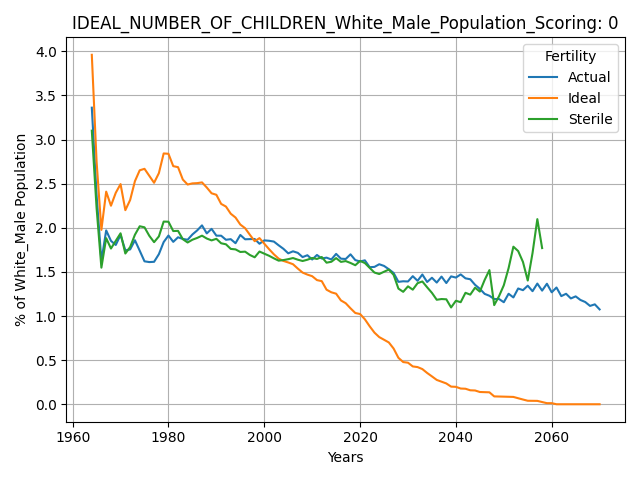 IDEAL_NUMBER_OF_CHILDREN_White_Male_Population_Scoring: 0
% of White_Male Population
4.0
3.5
3.0
2.5
2.0
1.5
1.0
0.5
0.0
Fertility
Actual
Ideal
Sterile
1960
1980
2000
2020
2040
2060
Years